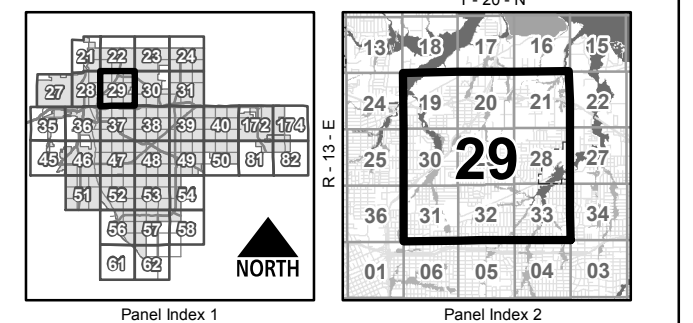 T - 20 - N
21 22 23 24
27 28 29 30 31
35 36 37 38 39 40 172 174
45 46 47 48 49 50 81 82
51 52 53 54
56 57 58
61 62
NORTH
Panel Index 1
R - 13 - E
13 18 17 16 15
24 19 20 21 22
25 30 29 28 27
36 31 32 33 34
01 06 05 04 03
Panel Index 2